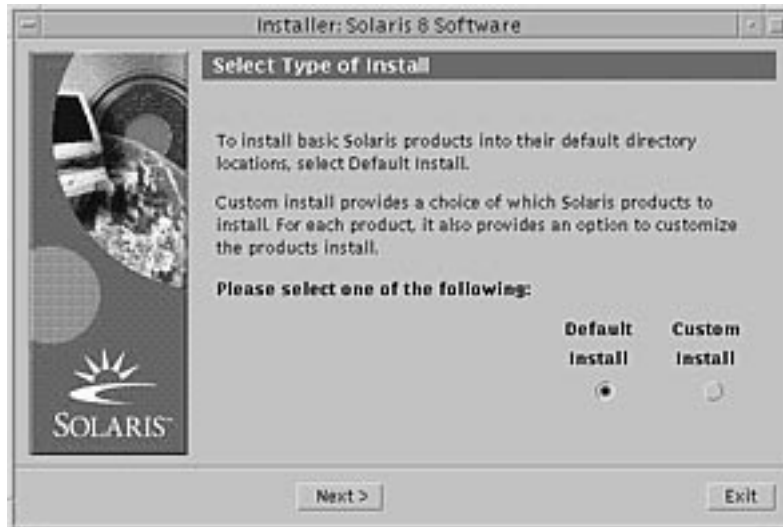 Installer: Solaris 8 Software
Select Type of Install
To install basic Solaris products into their default directory
locations, select Default Install.
Custom install provides a choice of which Solaris products to
install. For each product, it also provides an option to customize
the products install.
Please select one of the following:
Default Install
Custom Install
SOLARIS™
Next >
Exit